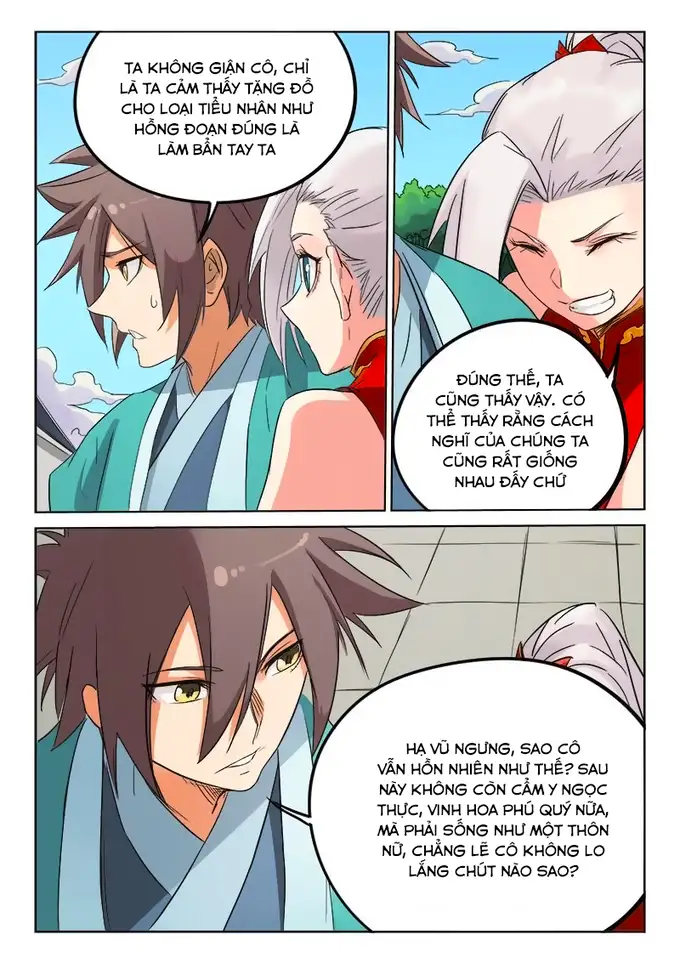 TA KHÔNG GIẬN CÔ, CHỈ
LÀ TA CẢM THẤY TẶNG ĐỒ
CHO LOẠI TIỂU NHÂN NHƯ
HỒNG ĐOẠN ĐÚNG LÀ
LÀM BẨN TAY TA
ĐÚNG THẾ, TA
CŨNG THẤY VẬY. CÓ
THỂ THẤY RẰNG CÁCH
NGHĨ CỦA CHÚNG TA
CŨNG RẤT GIỐNG
NHAU ĐẤY CHỨ
HẠ VŨ NGƯNG, SAO CÔ
VẪN HỒN NHIÊN NHƯ THẾ? SAU
NÀY KHÔNG CÒN CẨM Y NGỌC
THỰC, VINH HOA PHÚ QUÝ NỮA,
MÀ PHẢI SỐNG NHƯ MỘT THÔN
NỮ, CHẲNG LẼ CÔ KHÔNG LO
LẮNG CHÚT NÀO SAO?